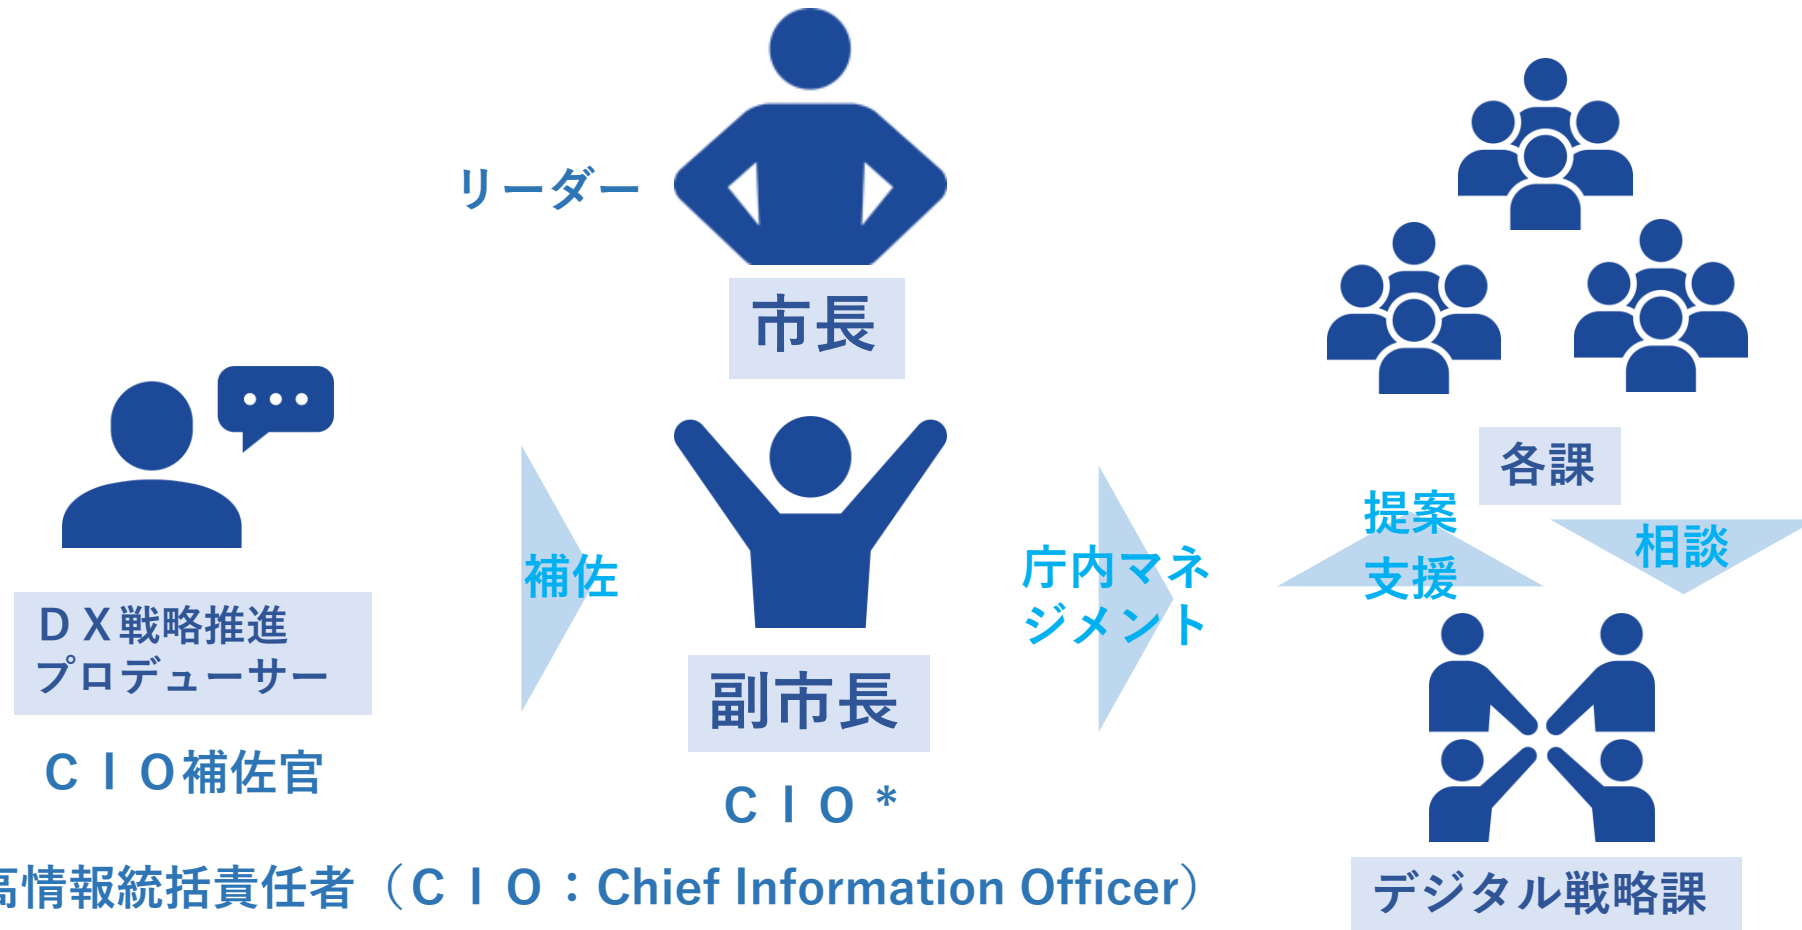 リーダー
市長
ＤＸ戦略推進
プロデューサー
ＣＩＯ補佐官
補佐
副市長
ＣＩＯ*
庁内マネ
ジメント
各課
提案
支援
相談
デジタル戦略課
高情報統括責任者（ＣＩＯ：Chief Information Officer）